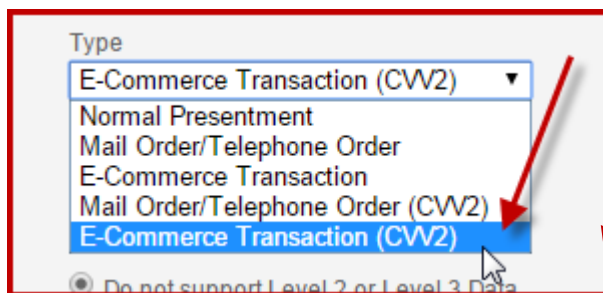 Type
E-Commerce Transaction (CVV2)
Normal Presentment
Mail Order/Telephone Order
E-Commerce Transaction
Mail Order/Telephone Order (CVV2)
E-Commerce Transaction (CVV2)
Do not support Level 2 or Level 3 Data